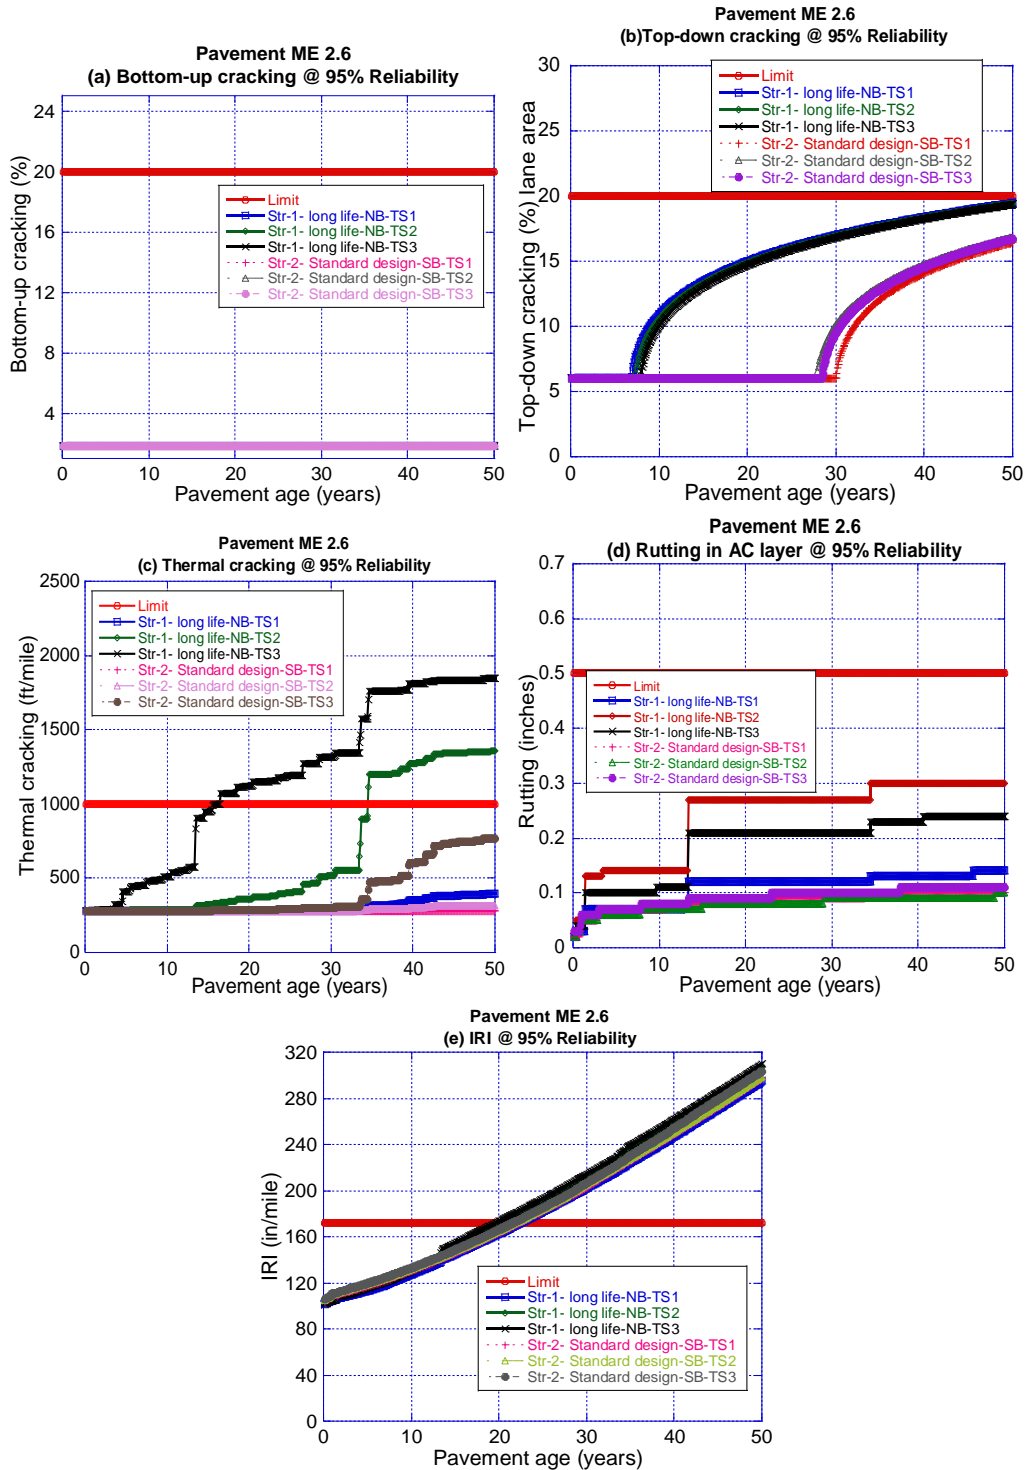 Pavement ME 2.6
(a) Bottom-up cracking @ 95% Reliability
24
20
16
12
8
4
0 10 20 30 40 50
Bottom-up cracking (%)
Pavement age (years)
Limit
Str-1- long life-NB-TS1
Str-1- long life-NB-TS2
Str-1- long life-NB-TS3
Str-2- Standard design-SB-TS1
Str-2- Standard design-SB-TS2
Str-2- Standard design-SB-TS3
Pavement ME 2.6
(b)Top-down cracking @ 95% Reliability
30
25
20
15
10
5
0
0 10 20 30 40 50
Top-down cracking (%) lane area
Pavement age (years)
Limit
Str-1- long life-NB-TS1
Str-1- long life-NB-TS2
Str-1- long life-NB-TS3
Str-2- Standard design-SB-TS1
Str-2- Standard design-SB-TS2
Str-2- Standard design-SB-TS3
Pavement ME 2.6
(c) Thermal cracking @ 95% Reliability
2500
2000
1500
1000
500
0
0 10 20 30 40 50
Thermal cracking (ft/mile)
Pavement age (years)
Limit
Str-1- long life-NB-TS1
Str-1- long life-NB-TS2
Str-1- long life-NB-TS3
Str-2- Standard design-SB-TS1
Str-2- Standard design-SB-TS2
Str-2- Standard design-SB-TS3
Pavement ME 2.6
(d) Rutting in AC layer @ 95% Reliability
0.7
0.6
0.5
0.4
0.3
0.2
0.1
0
0 10 20 30 40 50
Rutting (inches)
Pavement age (years)
Limit
Str-1- long life-NB-TS1
Str-1- long life-NB-TS2
Str-1- long life-NB-TS3
Str-2- Standard design-SB-TS1
Str-2- Standard design-SB-TS2
Str-2- Standard design-SB-TS3
Pavement ME 2.6
(e) IRI @ 95% Reliability
320
280
240
200
160
120
80
40
0
0 10 20 30 40 50
IRI (in/mile)
Pavement age (years)
Limit
Str-1- long life-NB-TS1
Str-1- long life-NB-TS2
Str-1- long life-NB-TS3
Str-2- Standard design-SB-TS1
Str-2- Standard design-SB-TS2
Str-2- Standard design-SB-TS3